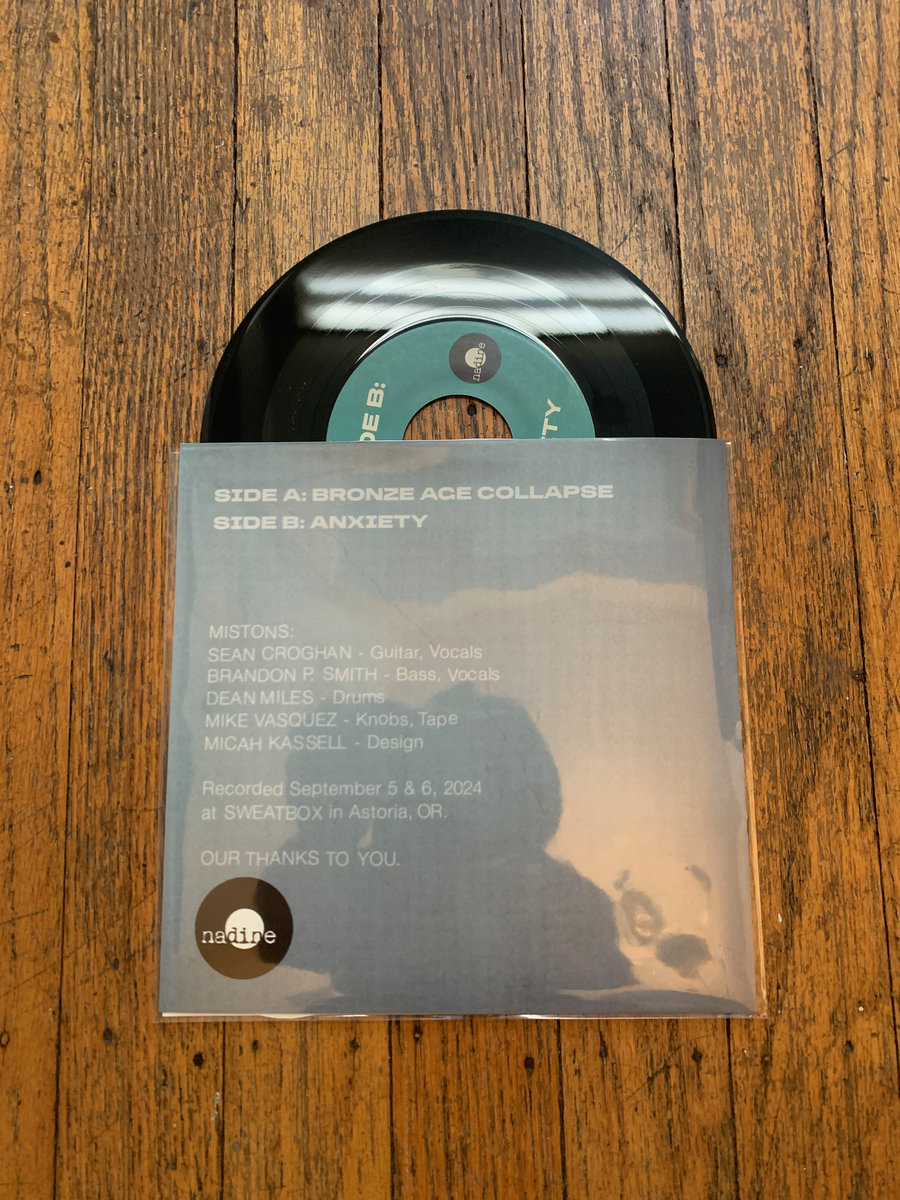 nadine
DE B:
ETY
SIDE A: BRONZE AGE COLLAPSE
SIDE B: ANXIETY
MISTONS:
SEAN CROGHAN - Guitar, Vocals
BRANDON P. SMITH - Bass, Vocals
DEAN MILES - Drums
MIKE VASQUEZ - Knobs, Tape
MICAH KASSELL - Design
Recorded September 5 & 6, 2024
at SWEATBOX in Astoria, OR.
OUR THANKS TO YOU.
nadine